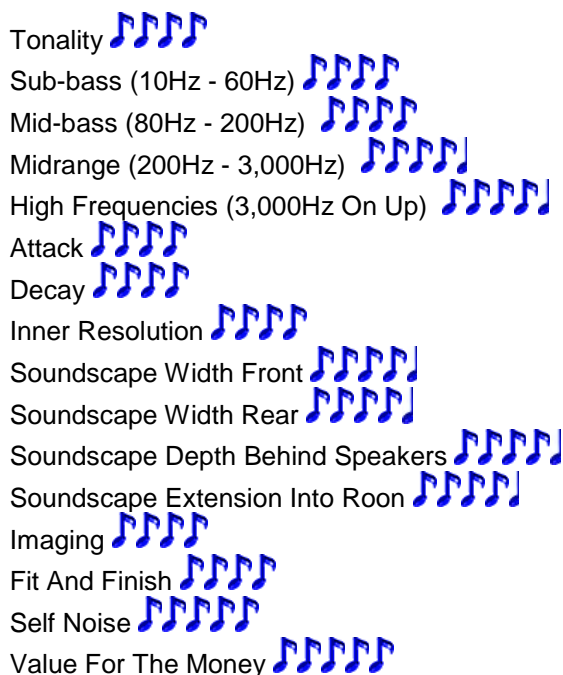 Tonality
Sub-bass (10Hz - 60Hz)
Mid-bass (80Hz - 200Hz)
Midrange (200Hz - 3,000Hz)
High Frequencies (3,000Hz On Up)
Attack
Decay
Inner Resolution
Soundscape Width Front
Soundscape Width Rear
Soundscape Depth Behind Speakers
Soundscape Extension Into Roon
Imaging
Fit And Finish
Self Noise
Value For The Money